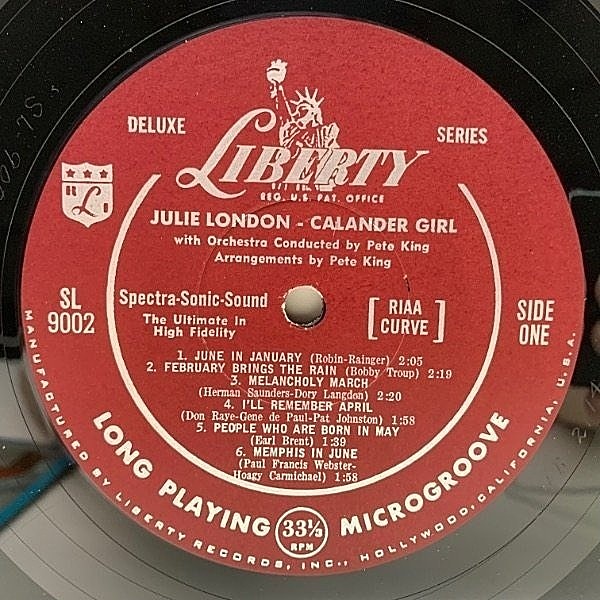 DELUXE SERIES
LIBERTY
REG. U.S. PAT. OFFICE
JULIE LONDON - CALANDER GIRL
with Orchestra Conducted by Pete King
Arrangements by Pete King
SL
9002
Spectra-Sonic-Sound
The Ultimate In
High Fidelity
[RIAA
CURVE]
SIDE
ONE
1. JUNE IN JANUARY (Robin-Rainger) 2:05
2. FEBRUARY BRINGS THE RAIN (Bobby Troup) 2:19
3. MELANCHOLY MARCH
(Herman Saunders-Dory Langdon) 2:20
4. I'LL REMEMBER APRIL
(Don Raye-Gene de Paul-Pat Johnston) 1:58
5. PEOPLE WHO ARE BORN IN MAY
(Earl Brent) 1:39
6. MEMPHIS IN JUNE
(Paul Francis Webster-
Hoagy Carmichael) 1:58
LONG PLAYING 33⅓ RPM MICROGROOVE
MANUFACTURED BY LIBERTY RECORDS, INC., HOLLYWOOD, CALIFORNIA, U.S.A.